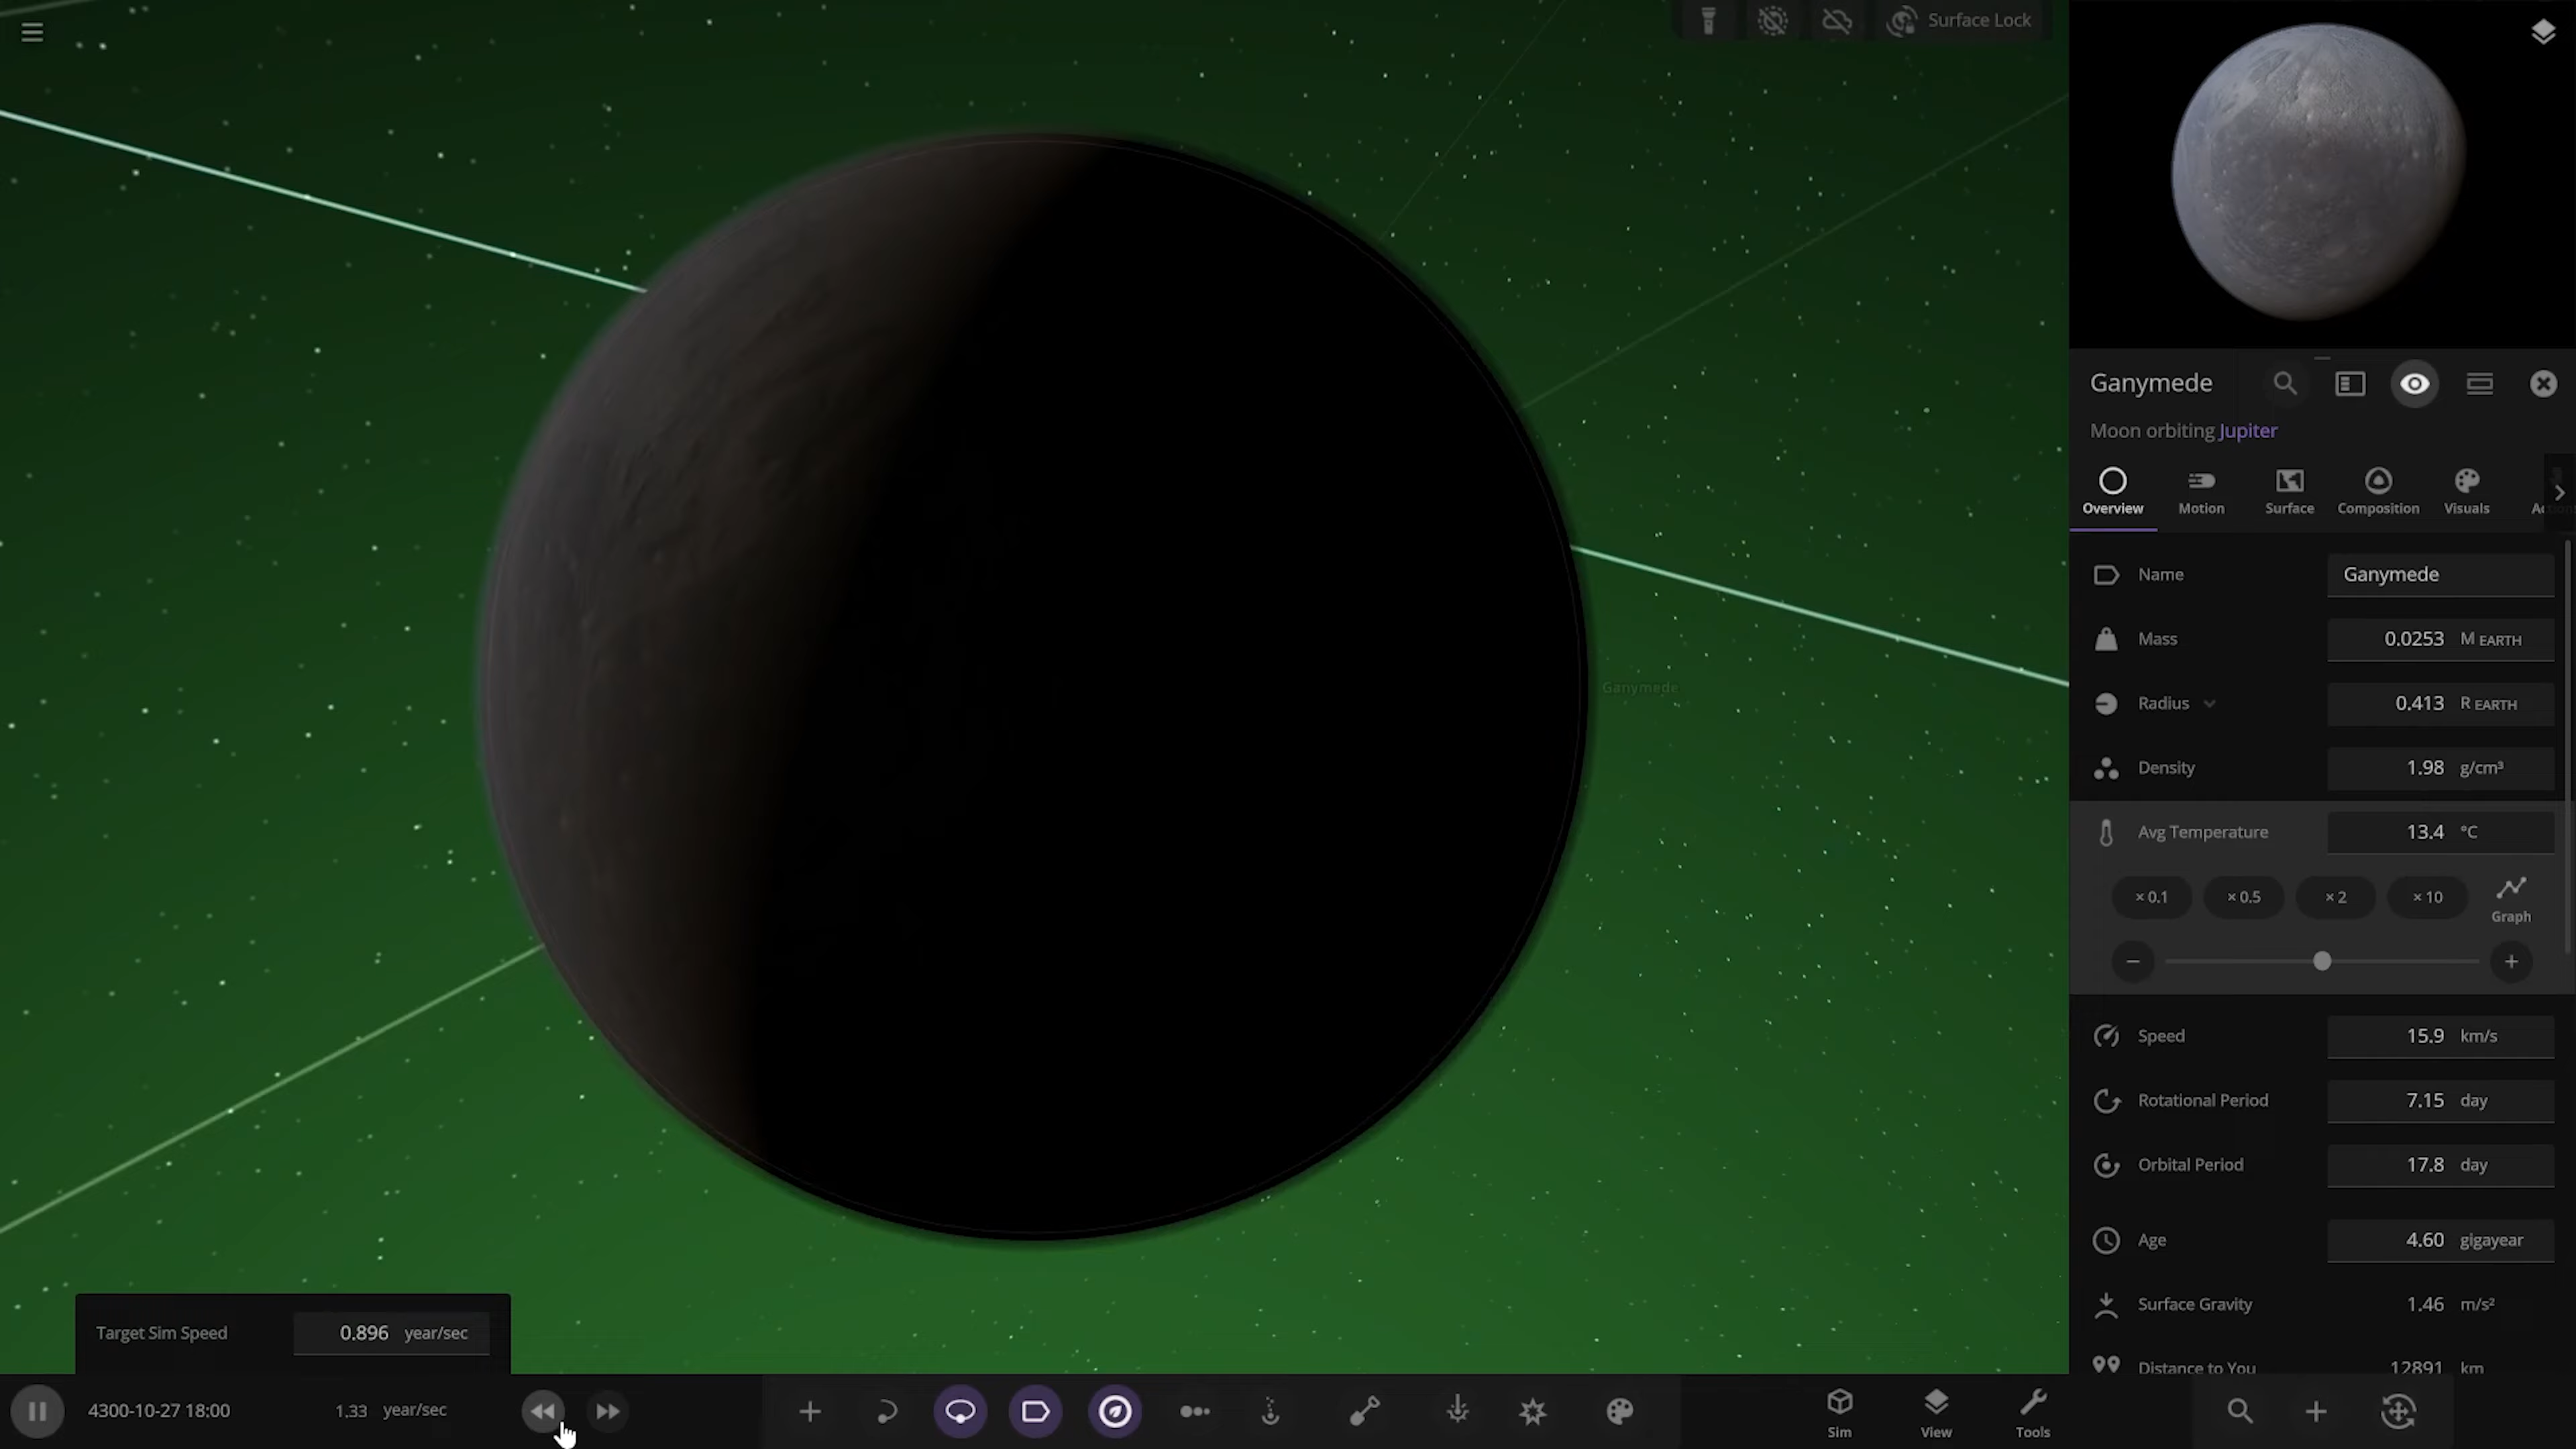 Surface Lock
Ganymede
Moon orbiting Jupiter
Overview
Motion
Surface
Composition
Visuals
Name Ganymede
Mass 0.0253 M EARTH
Radius 0.413 R EARTH
Density 1.98 g/cm³
Avg Temperature 13.4 °C
× 0.1 × 0.5 × 2 × 10
Graph
Speed 15.9 km/s
Rotational Period 7.15 day
Orbital Period 17.8 day
Age 4.60 gigayear
Surface Gravity 1.46 m/s²
Distance to You 12891 km
Ganymede
Target Sim Speed 0.896 year/sec
4300-10-27 18:00 1.33 year/sec
Sim View Tools